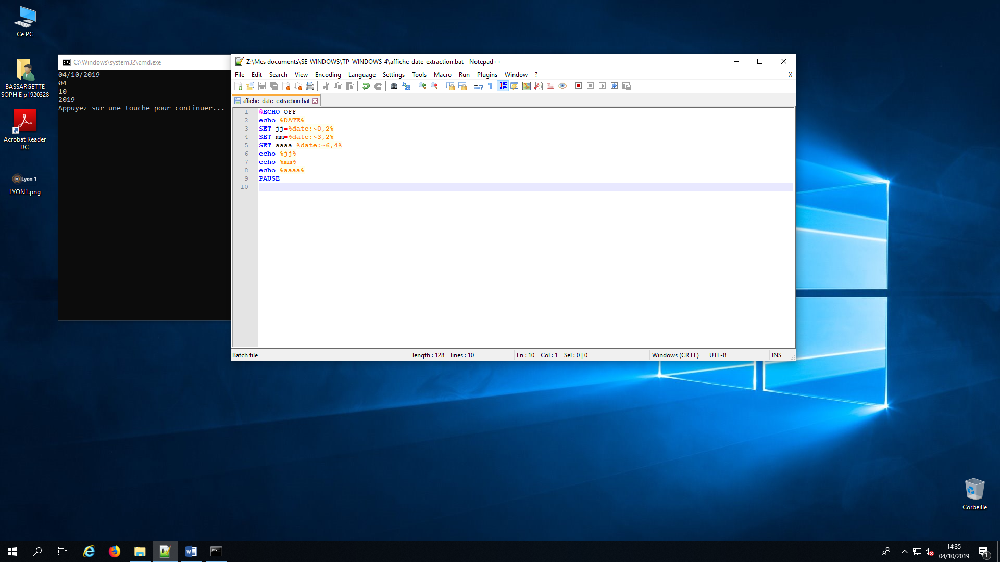 Ce PC
BASSARGETTE
SOPHIE p1920328
Acrobat Reader
DC
Lyon 1
LYON1.png
C:\Windows\system32\cmd.exe
04/10/2019
04
10
2019
Appuyez sur une touche pour continuer...
Z:\Mes documents\SE_WINDOWS\TP_WINDOWS_4\affiche_date_extraction.bat - Notepad++
File Edit Search View Encoding Language Settings Tools Macro Run Plugins Window ? X
affiche_date_extraction.bat
1 @ECHO OFF
2 echo %DATE%
3 SET jj=%date:~0,2%
4 SET mm=%date:~3,2%
5 SET aaaa=%date:~6,4%
6 echo %jj%
7 echo %mm%
8 echo %aaaa%
9 PAUSE
10
Batch file length : 128 lines : 10 Ln : 10 Col : 1 Sel : 0 | 0 Windows (CR LF) UTF-8 INS
Corbeille
14:35
04/10/2019
1